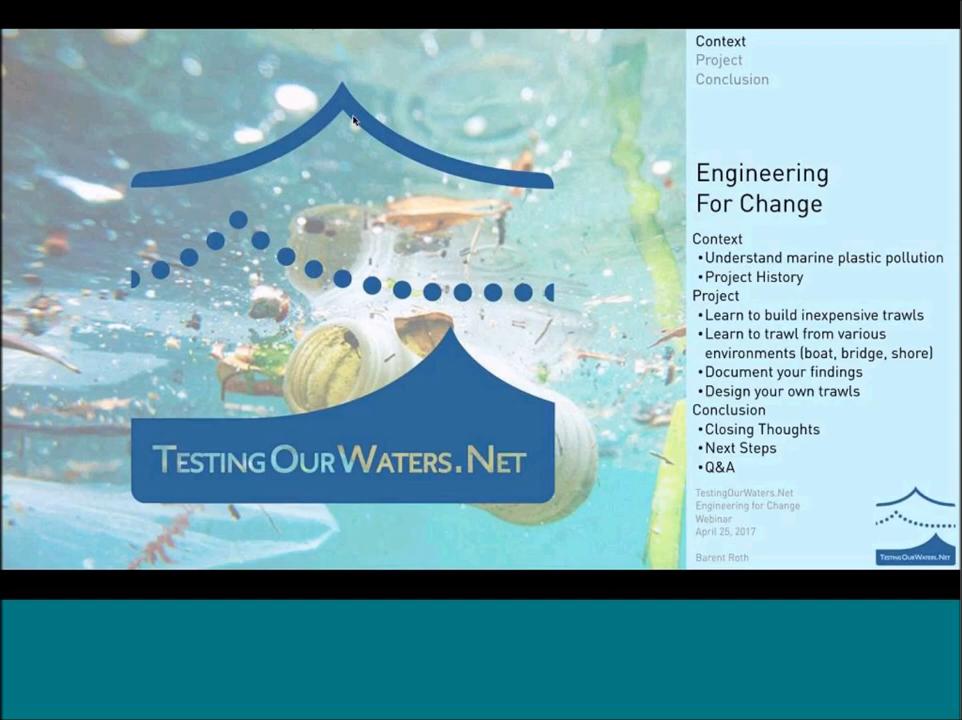 TESTINGOURWATERS.NET
Context
Project
Conclusion
Engineering
For Change
Context
•Understand marine plastic pollution
•Project History
Project
•Learn to build inexpensive trawls
•Learn to trawl from various
environments (boat, bridge, shore)
•Document your findings
•Design your own trawls
Conclusion
•Closing Thoughts
•Next Steps
•Q&A
TestingOurWaters.Net
Engineering for Change
Webinar
April 25, 2017
Barent Roth
TESTINGOURWATERS.NET